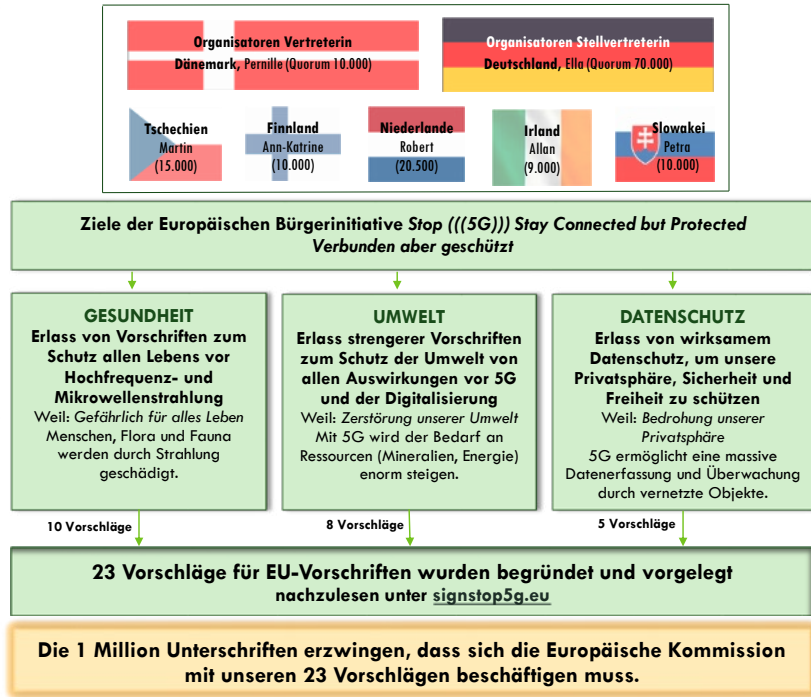 Organisatoren Vertreterin
Dänemark, Pernille (Quorum 10.000)
Organisatoren Stellvertreterin
Deutschland, Ella (Quorum 70.000)
Tschechien
Martin
(15.000)
Finnland
Ann-Katrine
(10.000)
Niederlande
Robert
(20.500)
Irland
Allan
(9.000)
Slowakei
Petra
(10.000)
Ziele der Europäischen Bürgerinitiative Stop (((5G))) Stay Connected but Protected
Verbunden aber geschützt
GESUNDHEIT
Erlass von Vorschriften zum
Schutz allen Lebens vor
Hochfrequenz- und
Mikrowellenstrahlung
Weil: Gefährlich für alles Leben
Menschen, Flora und Fauna
werden durch Strahlung
geschädigt.
UMWELT
Erlass strengerer Vorschriften
zum Schutz der Umwelt von
allen Auswirkungen vor 5G
und der Digitalisierung
Weil: Zerstörung unserer Umwelt
Mit 5G wird der Bedarf an
Ressourcen (Mineralien, Energie)
enorm steigen.
DATENSCHUTZ
Erlass von wirksamem
Datenschutz, um unsere
Privatsphäre, Sicherheit und
Freiheit zu schützen
Weil: Bedrohung unserer
Privatsphäre
5G ermöglicht eine massive
Datenerfassung und Überwachung
durch vernetzte Objekte.
10 Vorschläge
8 Vorschläge
5 Vorschläge
23 Vorschläge für EU-Vorschriften wurden begründet und vorgelegt
nachzulesen unter signstop5g.eu
Die 1 Million Unterschriften erzwingen, dass sich die Europäische Kommission
mit unseren 23 Vorschlägen beschäftigen muss.